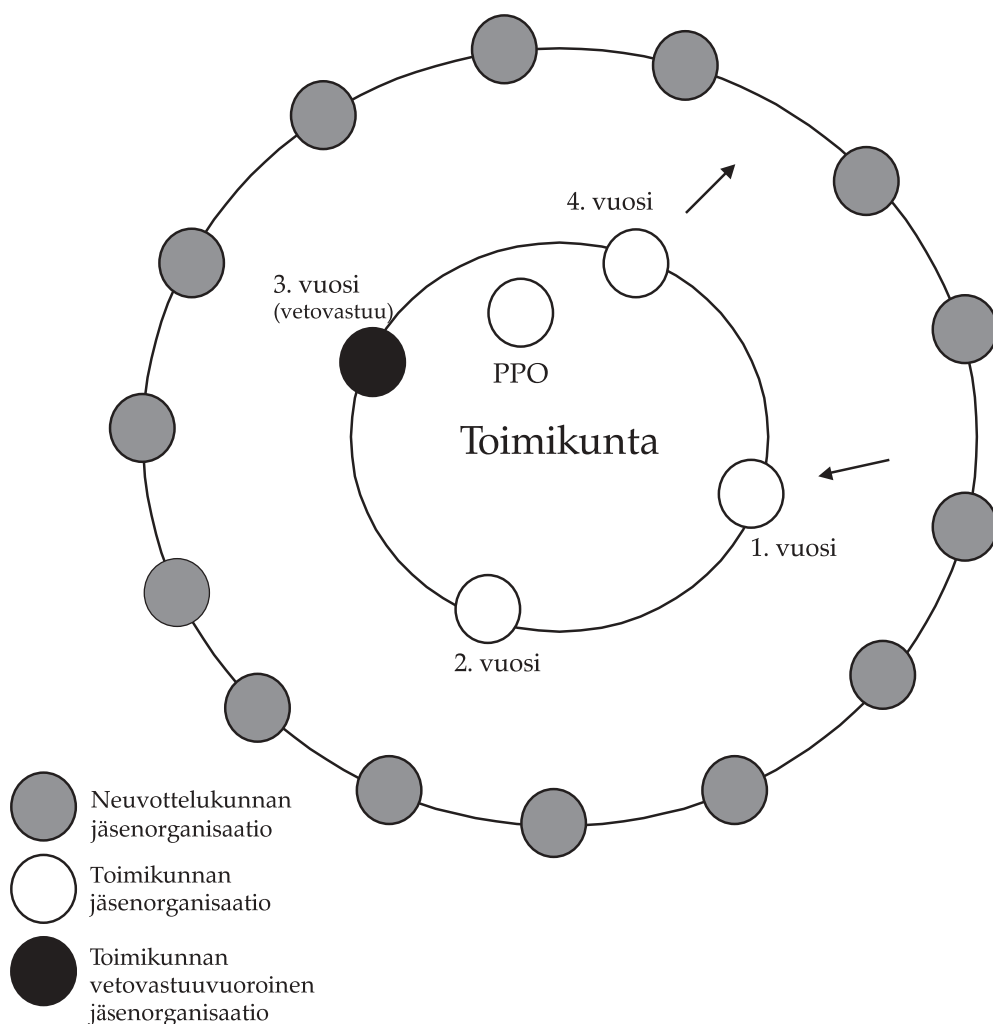 4. vuosi
3. vuosi
(vetovastuu)
PPO
Toimikunta
1. vuosi
2. vuosi
Neuvottelukunnan
jäsenorganisaatio
Toimikunnan
jäsenorganisaatio
Toimikunnan
vetovastuuvuoroinen
jäsenorganisaatio